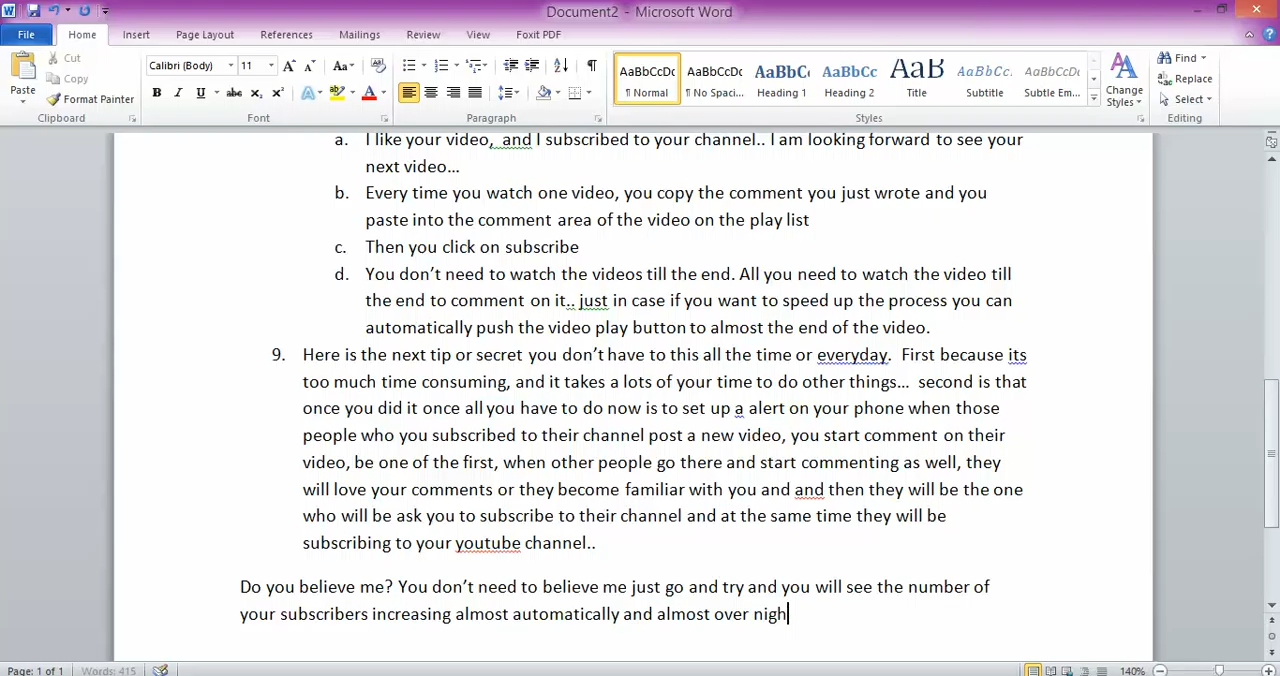 Document2 - Microsoft Word
File Home Insert Page Layout References Mailings Review View Foxit PDF
Paste
Cut
Copy
Format Painter
Clipboard
Calibri (Body) 11
Font
Paragraph
AaBbCcDc AaBbCcDc AaBbC AaBbCc AaB AaBbCc. AaBbCcDc
¶ Normal ¶ No Spaci... Heading 1 Heading 2 Title Subtitle Subtle Em...
Styles
Change Styles
Find
Replace
Select
Editing
a. I like your video, and I subscribed to your channel.. I am looking forward to see your
next video...
b. Every time you watch one video, you copy the comment you just wrote and you
paste into the comment area of the video on the play list
c. Then you click on subscribe
d. You don’t need to watch the videos till the end. All you need to watch the video till
the end to comment on it.. just in case if you want to speed up the process you can
automatically push the video play button to almost the end of the video.
9. Here is the next tip or secret you don’t have to this all the time or everyday. First because its
too much time consuming, and it takes a lots of your time to do other things... second is that
once you did it once all you have to do now is to set up a alert on your phone when those
people who you subscribed to their channel post a new video, you start comment on their
video, be one of the first, when other people go there and start commenting as well, they
will love your comments or they become familiar with you and and then they will be the one
who will be ask you to subscribe to their channel and at the same time they will be
subscribing to your youtube channel..
Do you believe me? You don’t need to believe me just go and try and you will see the number of
your subscribers increasing almost automatically and almost over nigh
Page: 1 of 1 Words: 415 140%